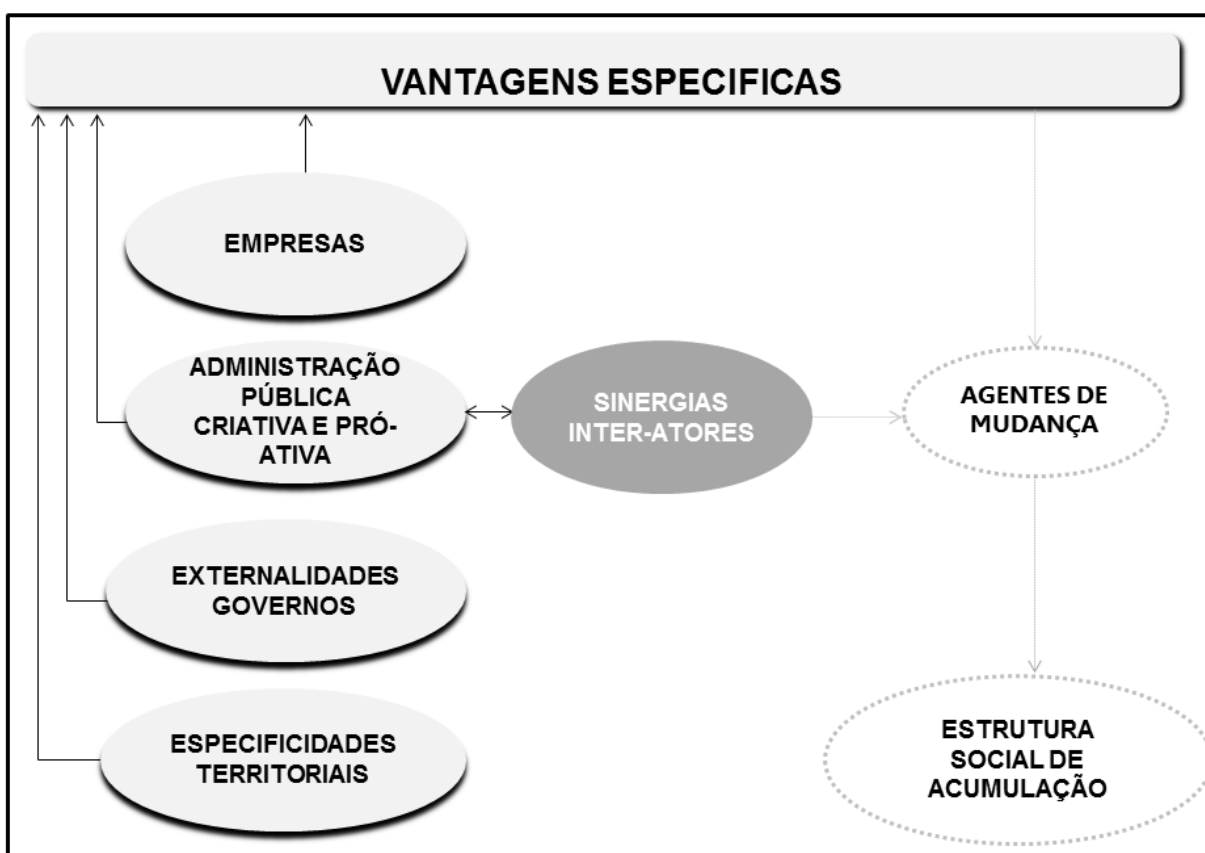 VANTAGENS ESPECIFICAS
EMPRESAS
ADMINISTRAÇÃO
PÚBLICA
CRIATIVA E PRÓ-
ATIVA
SINERGIAS
INTER-ATORES
AGENTES DE
MUDANÇA
EXTERNALIDADES
GOVERNOS
ESPECIFICIDADES
TERRITORIAIS
ESTRUTURA
SOCIAL DE
ACUMULAÇÃO